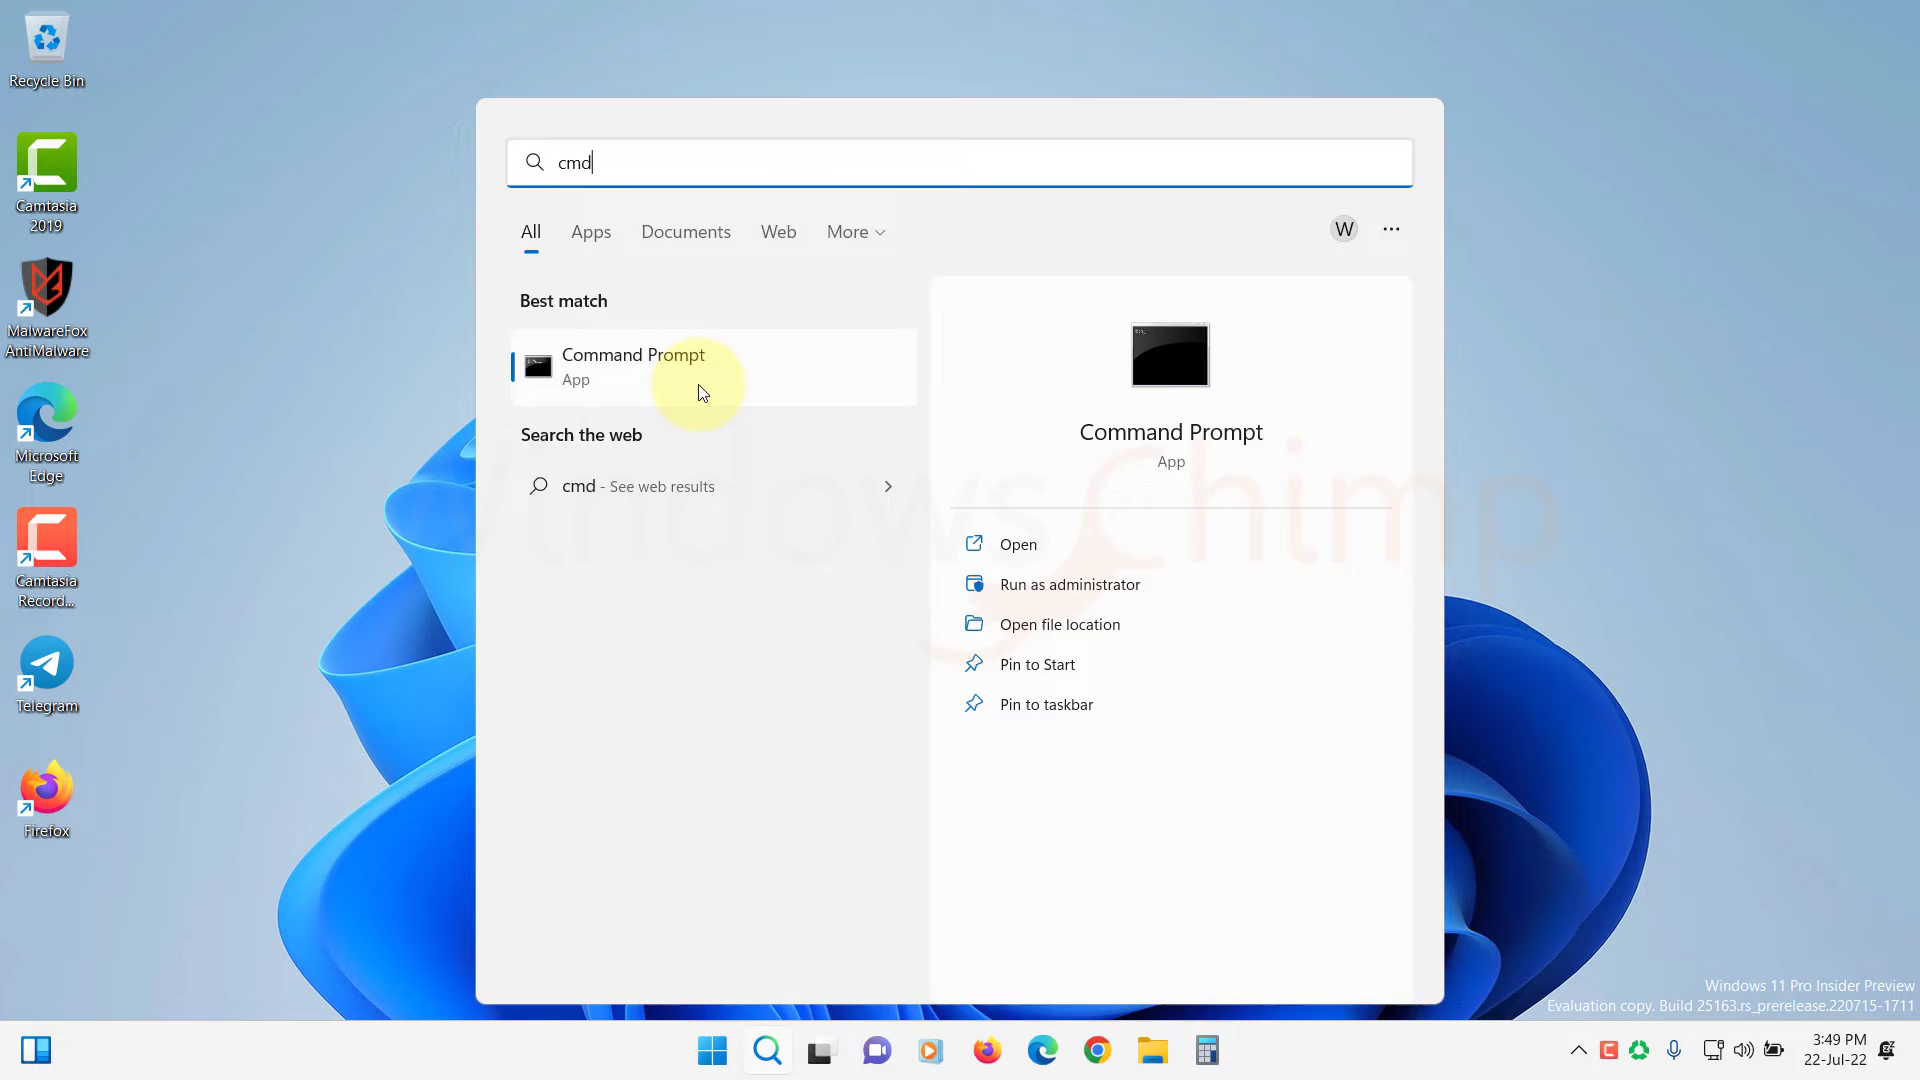 Recycle Bin
Camtasia
2019
MalwareFox
AntiMalware
Microsoft
Edge
Camtasia
Record...
Telegram
Firefox
cmd
All Apps Documents Web More
W
Best match
Command Prompt
App
Search the web
cmd - See web results
Command Prompt
App
Open
Run as administrator
Open file location
Pin to Start
Pin to taskbar
Windows Chimp
Windows 11 Pro Insider Preview
Evaluation copy. Build 25163.rs_prerelease.220715-1711
3:49 PM
22-Jul-22